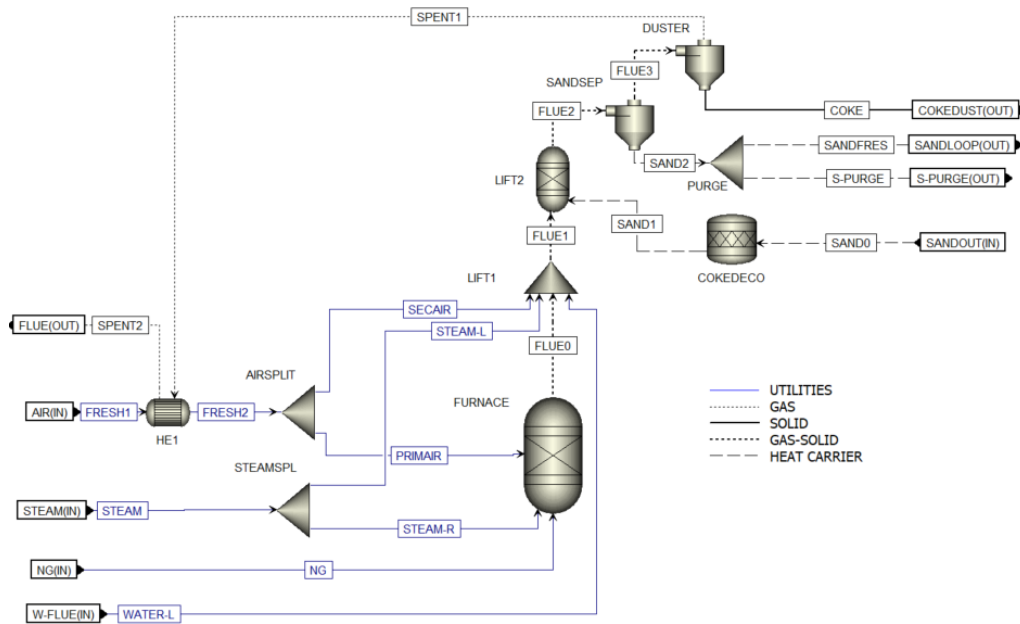 SPENT1
DUSTER
FLUE3
SANDSEP
FLUE2
COKE
COKEDUST(OUT)
SANDFRES
SANDLOOP(OUT)
SAND2
LIFT2
PURGE
S-PURGE
S-PURGE(OUT)
SAND1
FLUE1
SAND0
SANDOUT(IN)
LIFT1
COKEDECO
SECAIR
STEAM-L
FLUE(OUT)
SPENT2
FLUE0
AIRSPLIT
AIR(IN)
FRESH1
FRESH2
FURNACE
HE1
PRIMAIR
STEAMSPL
STEAM(IN)
STEAM
STEAM-R
NG(IN)
NG
W-FLUE(IN)
WATER-L
UTILITIES
GAS
SOLID
GAS-SOLID
HEAT CARRIER